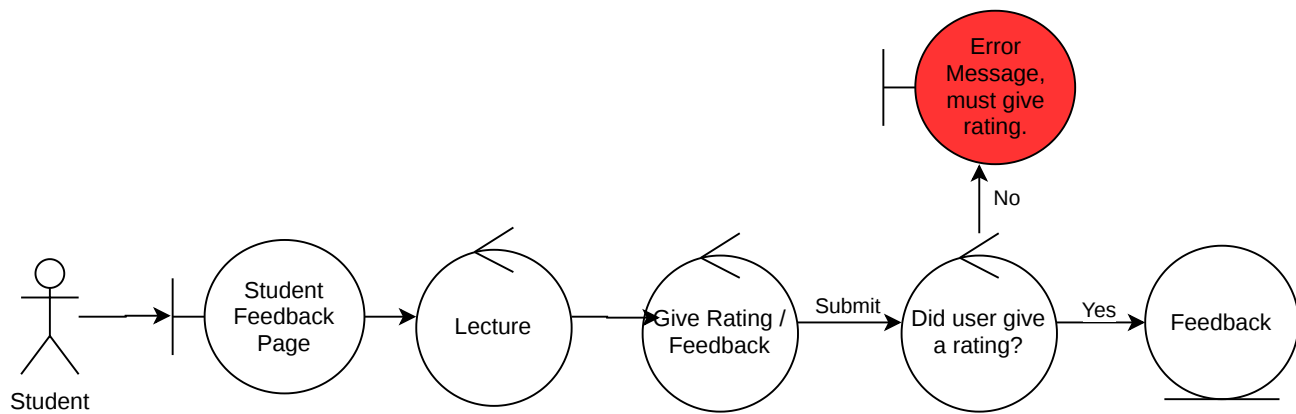 Error
Message,
must give
rating.
No
Student
Feedback
Page
Lecture
Give Rating /
Feedback
Submit
Did user give
a rating?
Yes
Feedback
Student